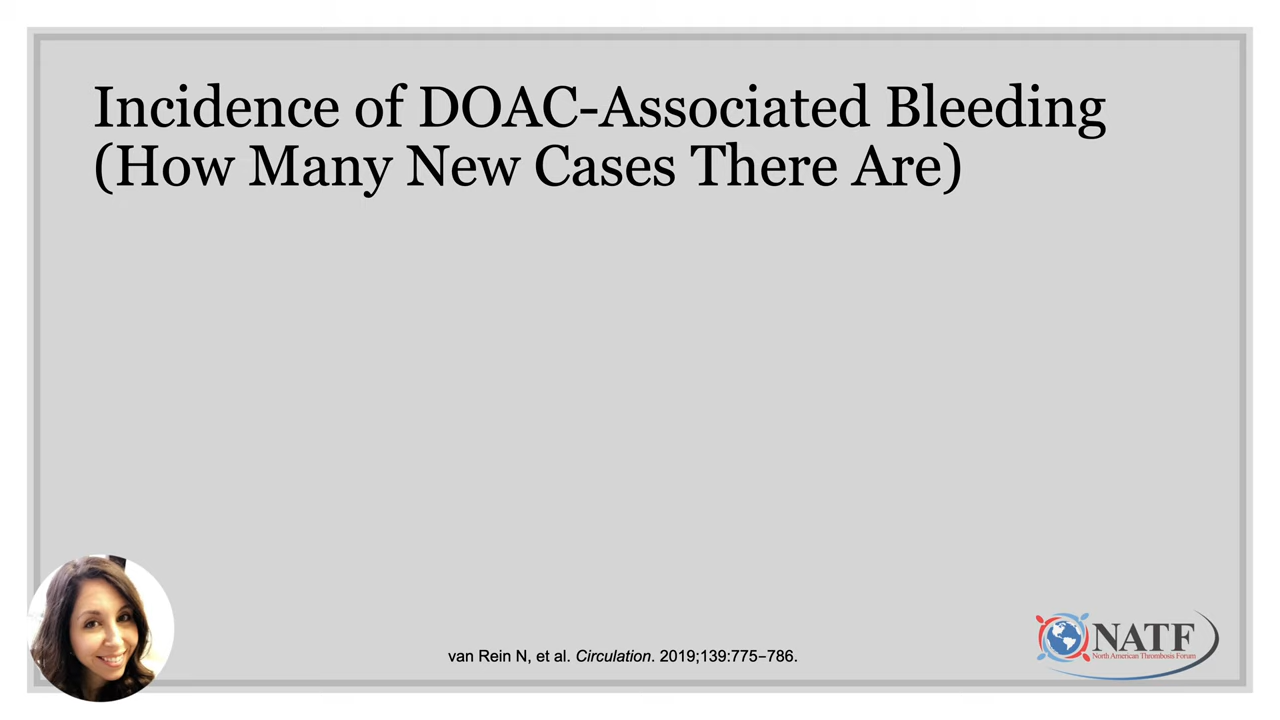 Incidence of DOAC-Associated Bleeding
(How Many New Cases There Are)
van Rein N, et al. Circulation. 2019;139:775–786.
NATF
North American Thrombosis Forum